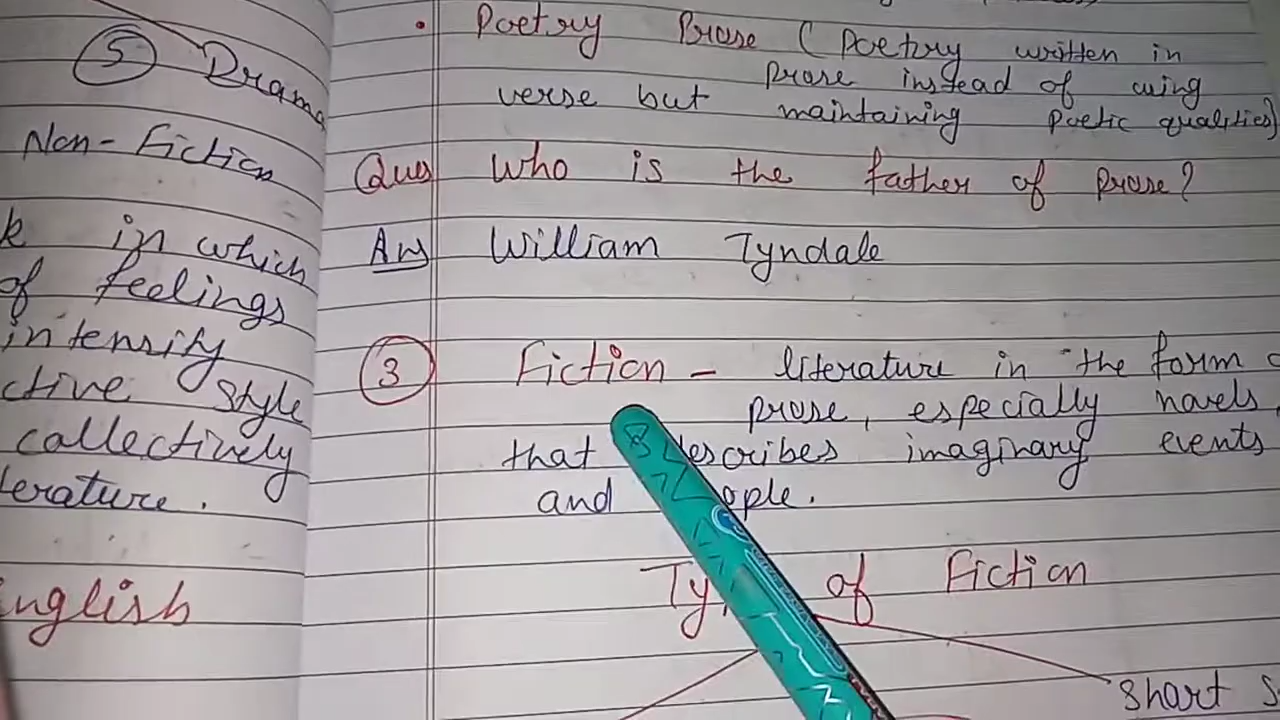 5 Drama
Non-Fiction
k in which
of feelings
intensify
ctive style
collectively
erature.
nglish
• Poetry Prose (Poetry written in
prose instead of using
verse but maintaining poetic qualities)
Ques Who is the father of prose?
Ans William Tyndale
3 Fiction - literature in the form o
prose, especially novels,
that describes imaginary events
and
of Fiction
Short S